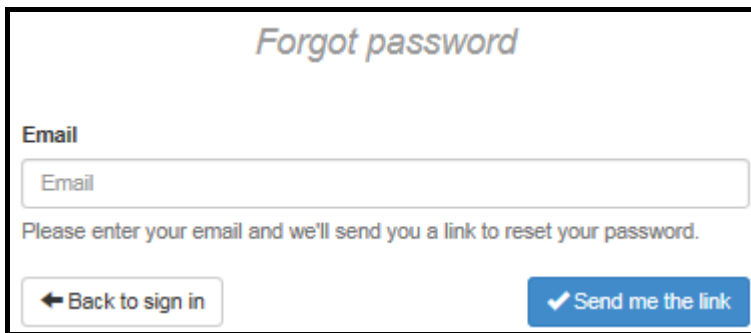 Forgot password
Email
Email
Please enter your email and we'll send you a link to reset your password.
Back to sign in
Send me the link